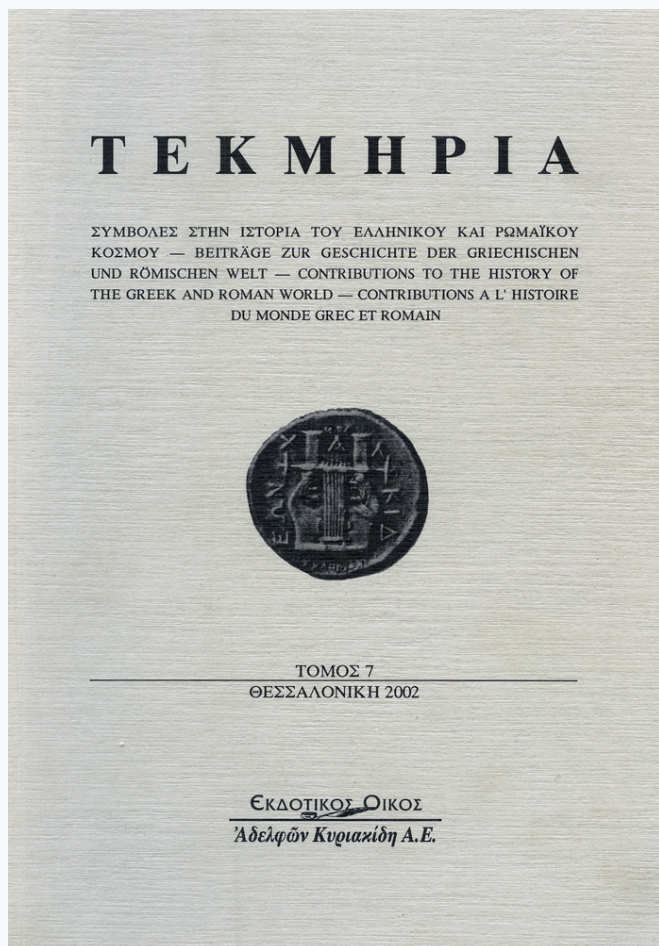 ΤΕΚΜΗΡΙΑ
ΣΥΜΒΟΛΕΣ ΣΤΗΝ ΙΣΤΟΡΙΑ ΤΟΥ ΕΛΛΗΝΙΚΟΥ ΚΑΙ ΡΩΜΑΪΚΟΥ
ΚΟΣΜΟΥ — BEITRÄGE ZUR GESCHICHTE DER GRIECHISCHEN
UND RÖMISCHEN WELT — CONTRIBUTIONS TO THE HISTORY OF
THE GREEK AND ROMAN WORLD — CONTRIBUTIONS A L' HISTOIRE
DU MONDE GREC ET ROMAIN
ΤΟΜΟΣ 7
ΘΕΣΣΑΛΟΝΙΚΗ 2002
ΕΚΔΟΤΙΚΟΣ ΟΙΚΟΣ
Ἀδελφῶν Κυριακίδη Α.Ε.